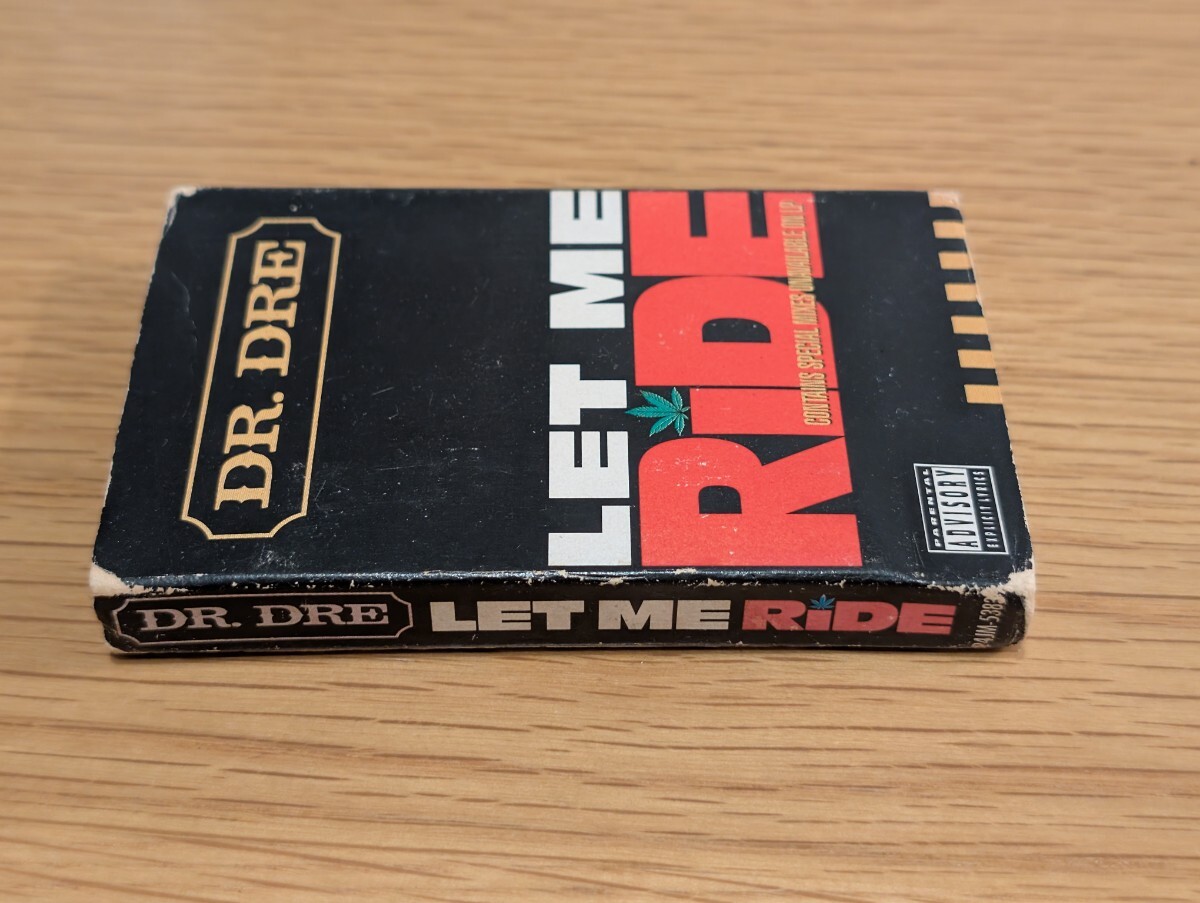 DR. DRE
LET ME
RiDE
CONTAINS SPECIAL MIXES UNAVAILABLE ON LP
PARENTAL
ADVISORY
EXPLICIT LYRICS
DR. DRE LET ME RiDE